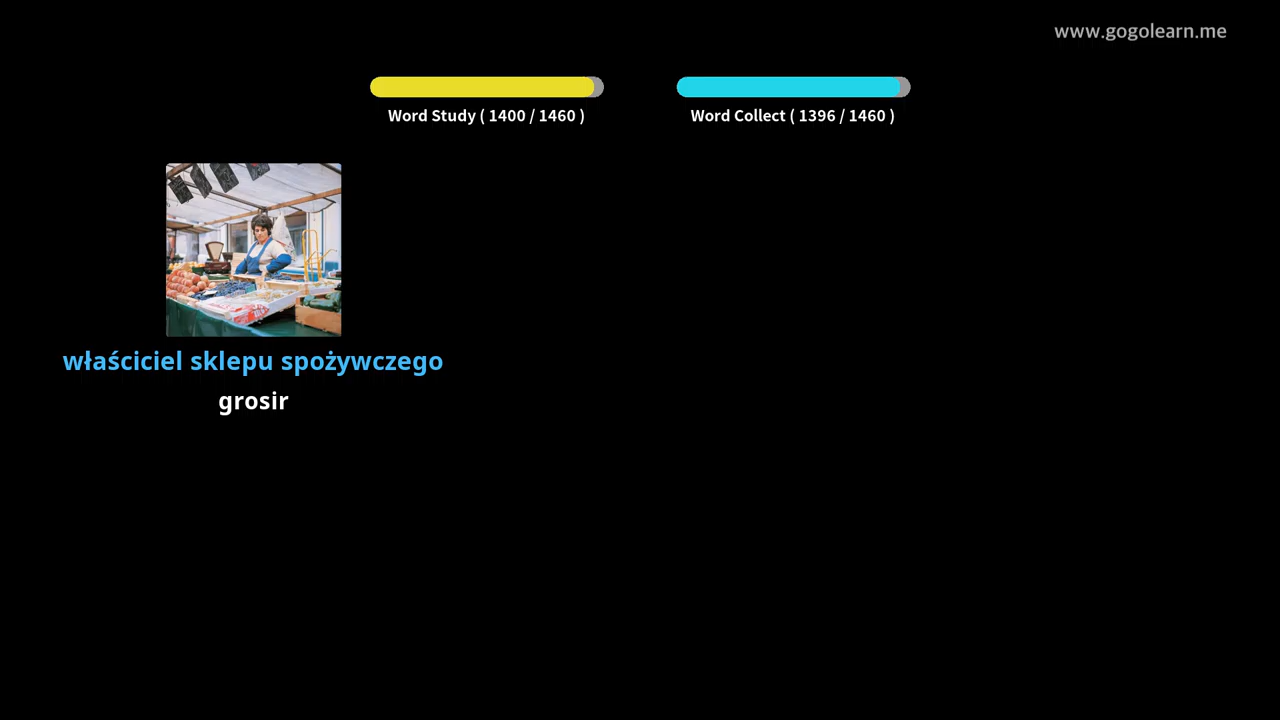 www.gogolearn.me
Word Study ( 1400 / 1460 )
Word Collect ( 1396 / 1460 )
właściciel sklepu spożywczego
grosir